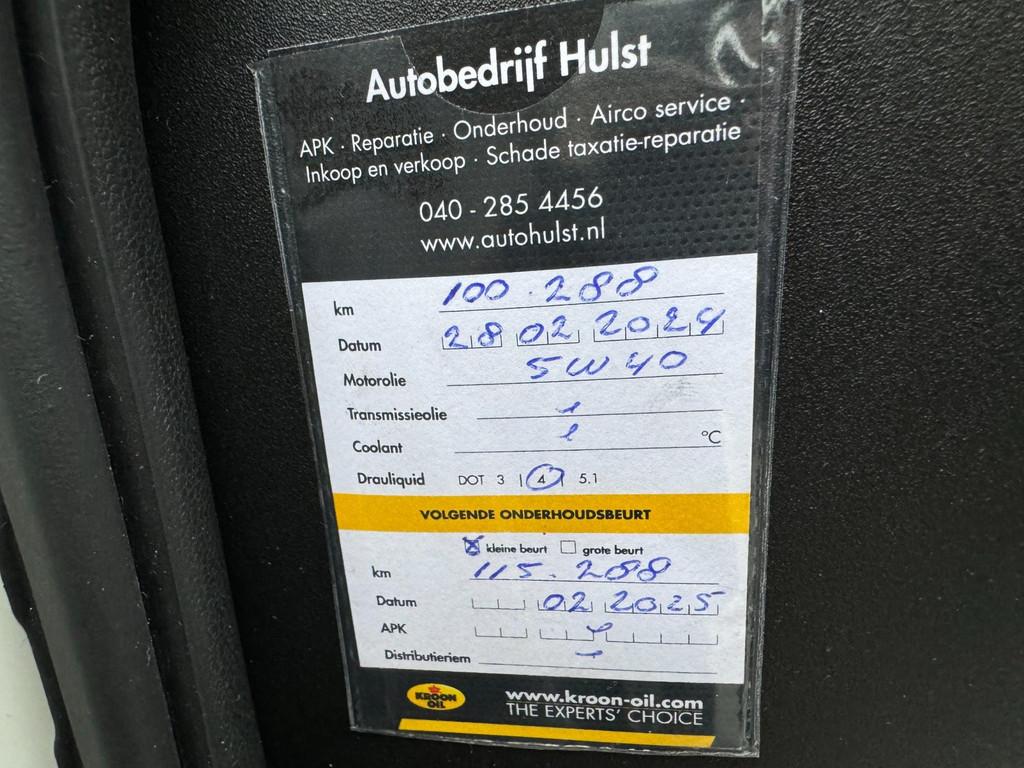 Autobedrijf Hulst
APK · Reparatie · Onderhoud · Airco service ·
Inkoop en verkoop · Schade taxatie-reparatie
040 - 285 4456
www.autohulst.nl
km 100.288
Datum 28 02 2024
Motorolie 5W40
Transmissieolie
Coolant °C
Drauliquid DOT 3 | 4 | 5.1
VOLGENDE ONDERHOUDSBEURT
kleine beurt grote beurt
km 115.288
Datum 02 2025
APK
Distributieriem
KROON OIL
www.kroon-oil.com
THE EXPERTS' CHOICE